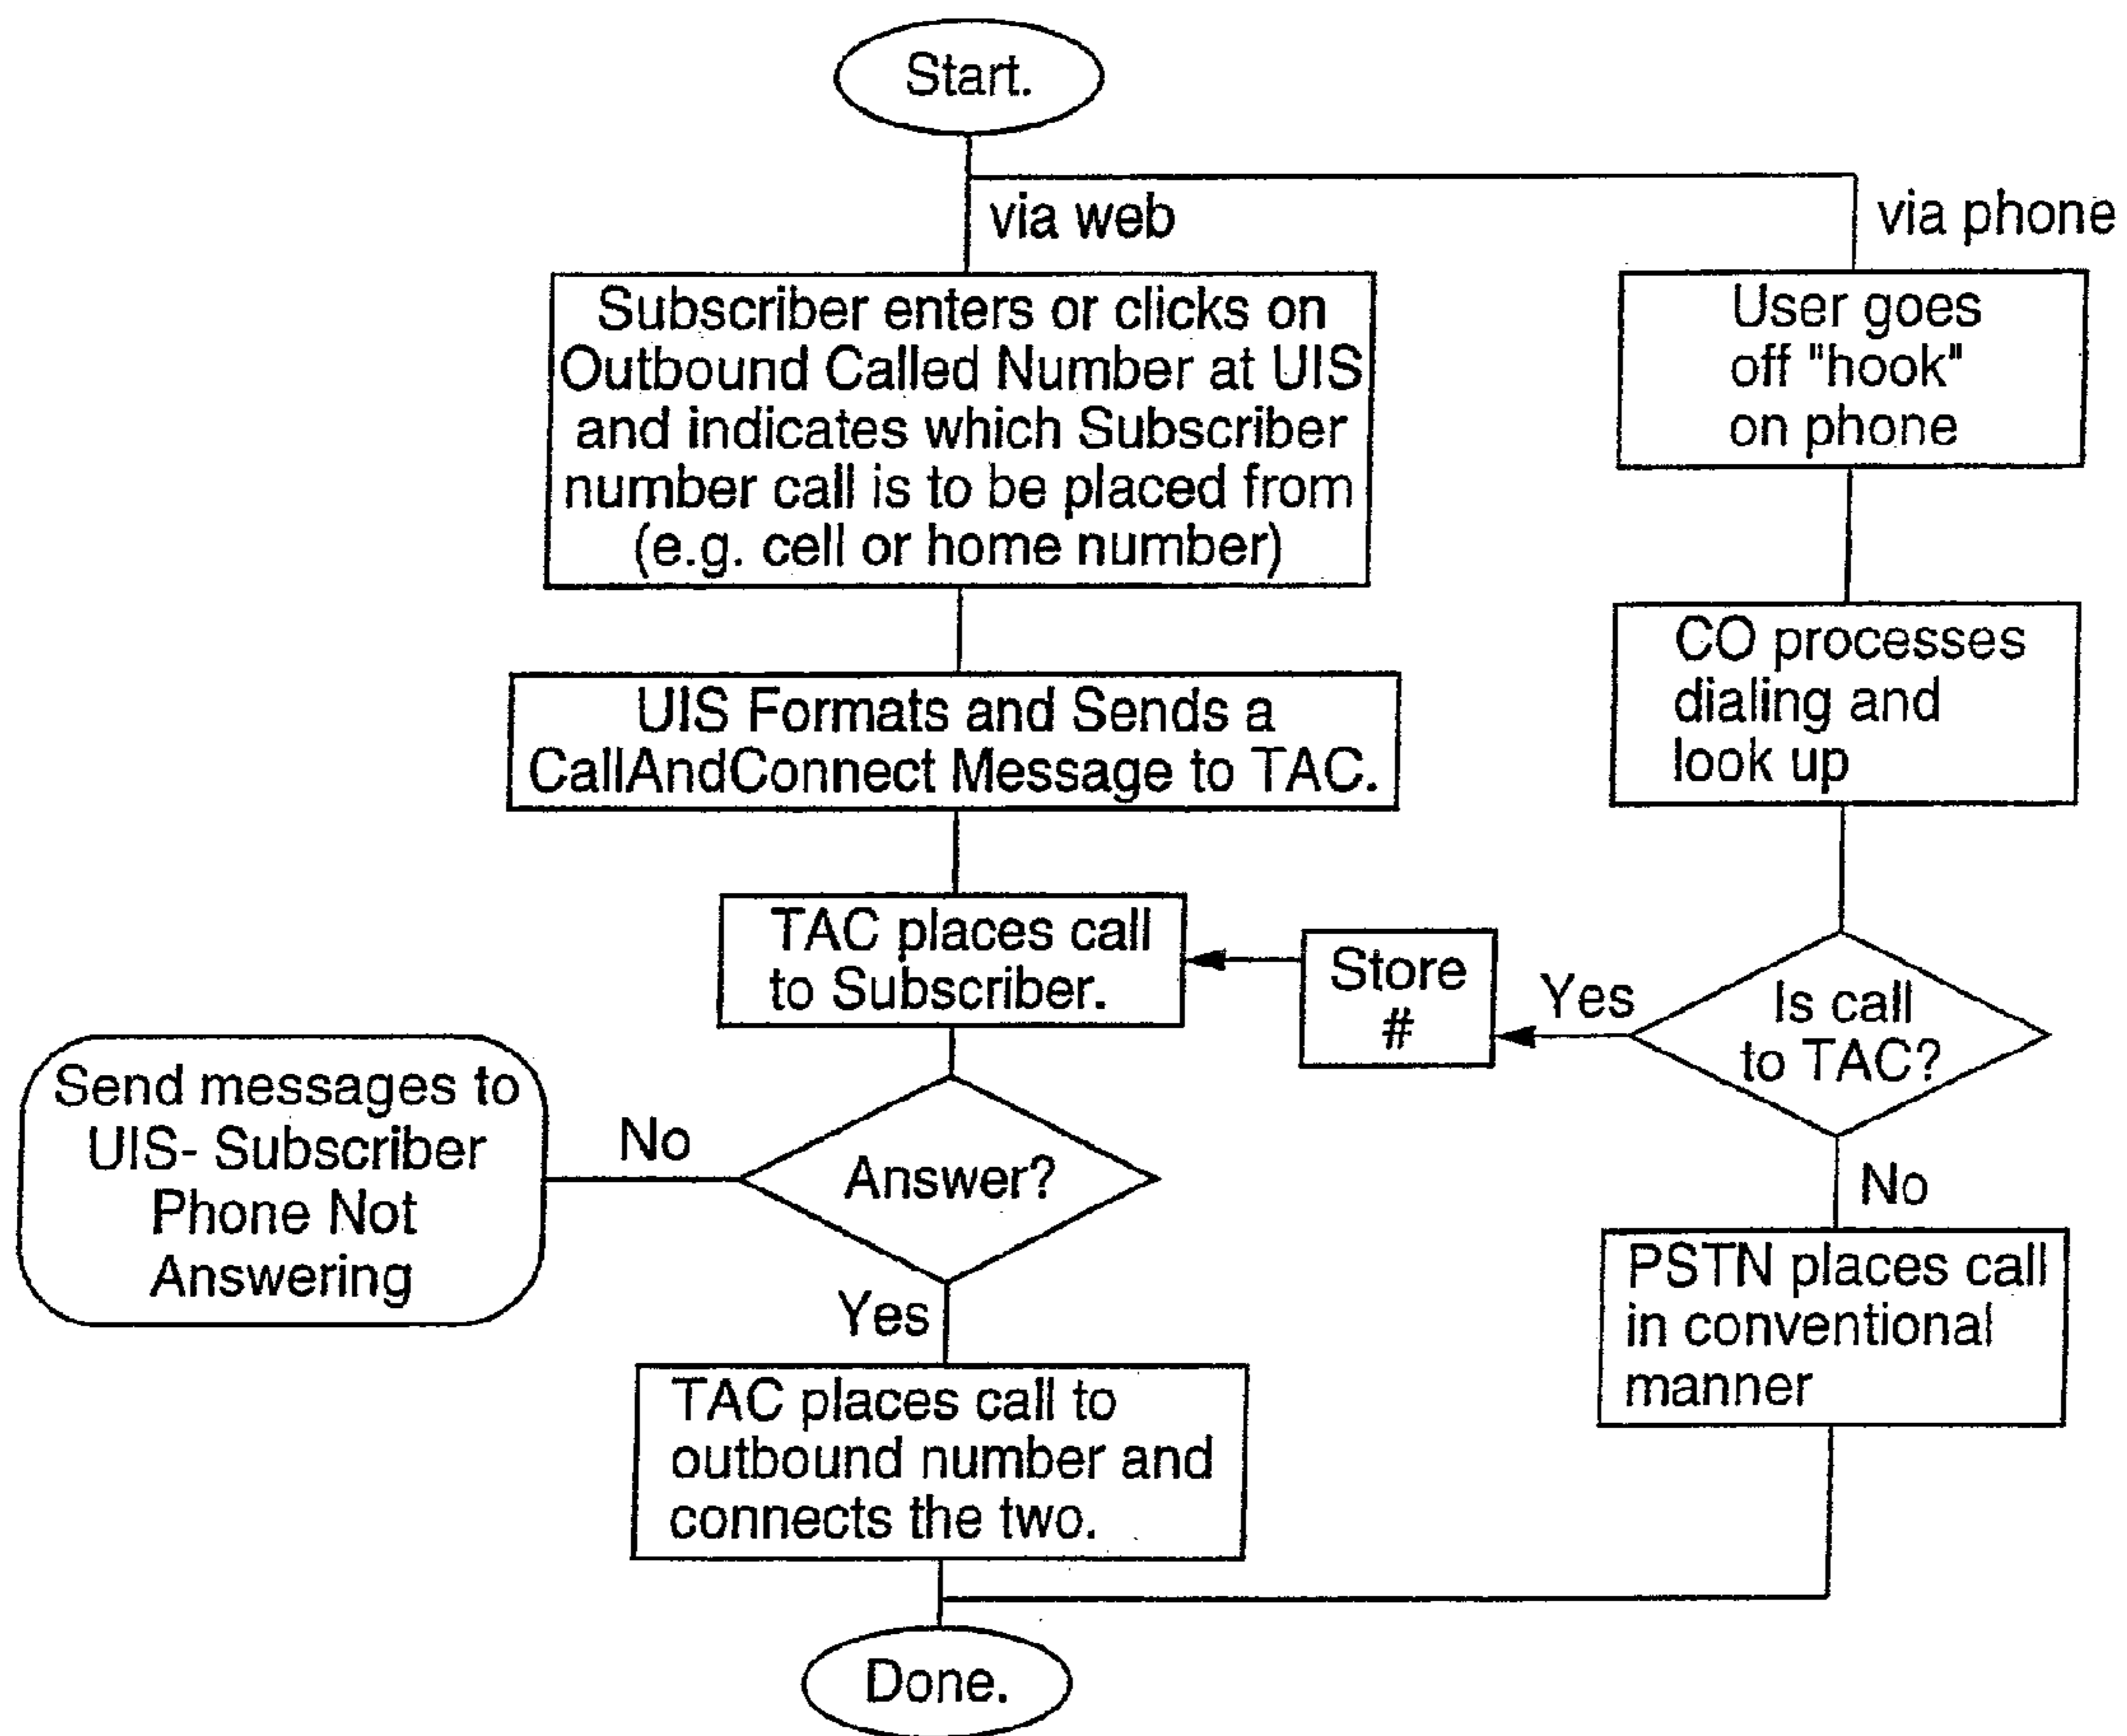 Start.
via web
via phone
Subscriber enters or clicks on
Outbound Called Number at UIS
and indicates which Subscriber
number call is to be placed from
(e.g. cell or home number)
User goes
off "hook"
on phone
UIS Formats and Sends a
CallAndConnect Message to TAC.
CO processes
dialing and
look up
TAC places call
to Subscriber.
Store
#
Yes
Is call
to TAC?
Send messages to
UIS- Subscriber
Phone Not
Answering
No
Answer?
No
Yes
PSTN places call
in conventional
manner
TAC places call to
outbound number and
connects the two.
Done.